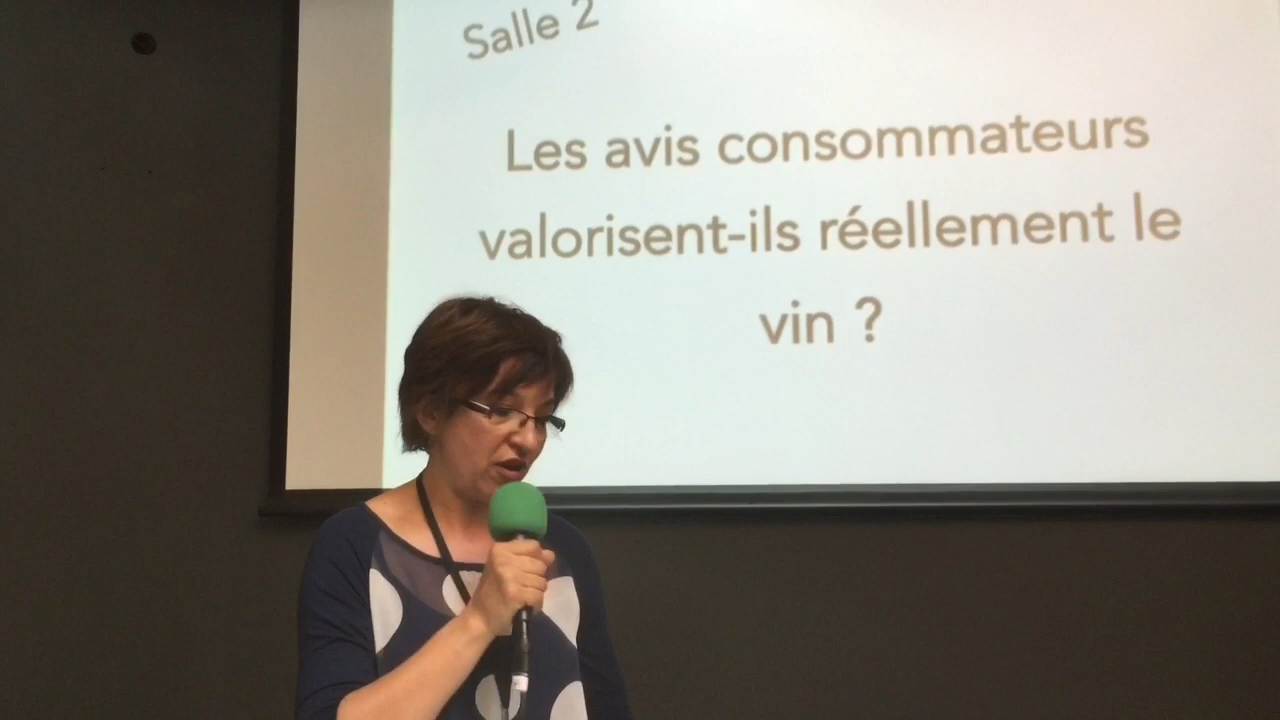 Salle 2
Les avis consommateurs
valorisent-ils réellement le
vin ?